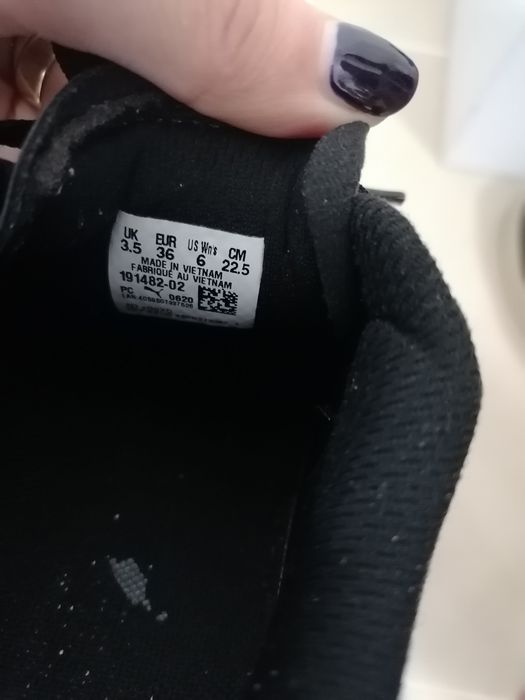 UK EUR US Wn's CM
3.5 36 6 22.5
MADE IN VIETNAM
FABRIQUÉ AU VIETNAM
191482-02
PC 0620